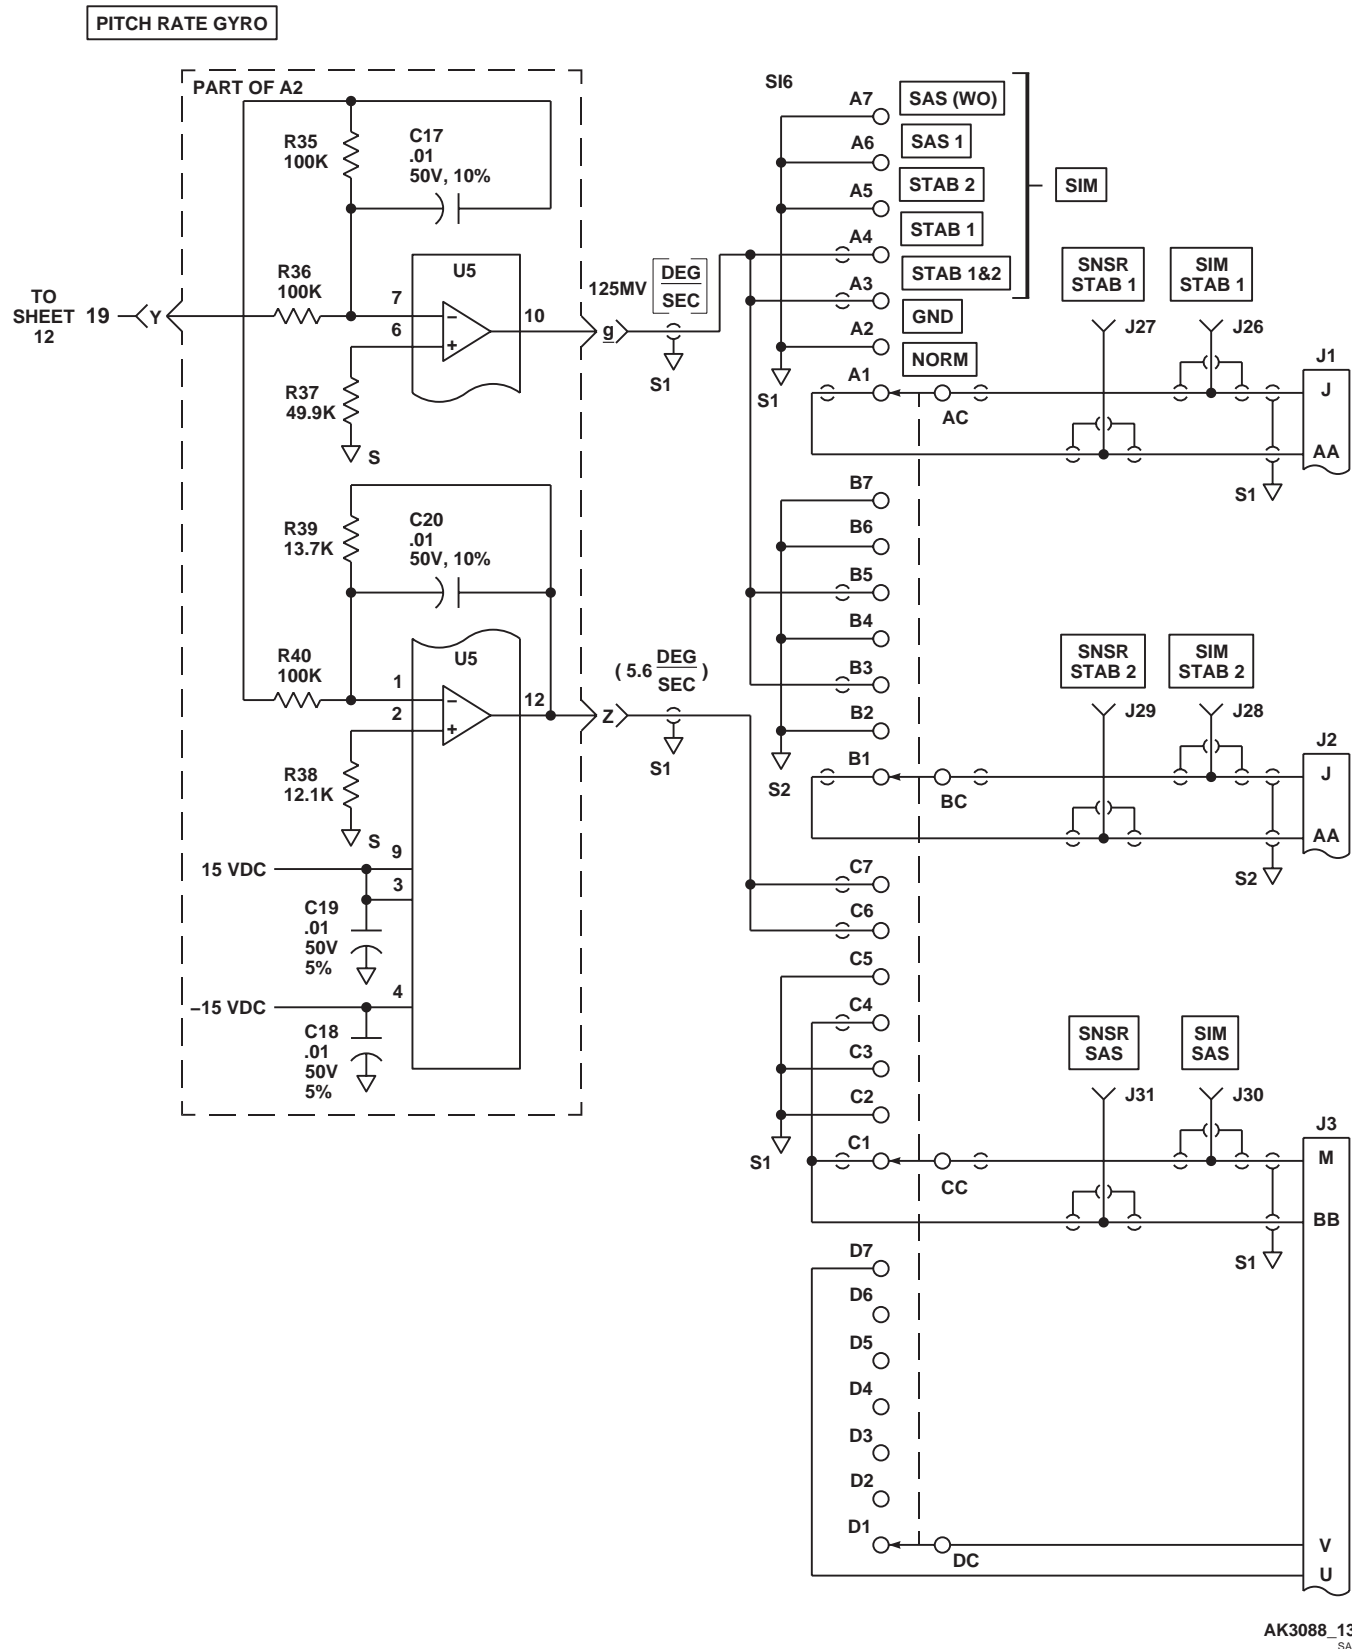 PITCH RATE GYRO
PART OF A2
R35
100K
C17
.01
50V, 10%
R36
100K
U5
7
6
10
TO
SHEET
12
19
Y
R37
49.9K
S
125MV
DEG
SEC
g
S1
SI6
A7
SAS (WO)
A6
SAS 1
A5
STAB 2
A4
STAB 1
A3
STAB 1&2
A2
GND
A1
NORM
SIM
S1
AC
SNSR
STAB 1
SIM
STAB 1
J27
J26
J1
J
AA
S1
R39
13.7K
C20
.01
50V, 10%
R40
100K
U5
1
2
12
R38
12.1K
S
( 5.6
DEG
SEC
)
Z
S1
B7
B6
B5
B4
B3
B2
B1
S2
BC
SNSR
STAB 2
SIM
STAB 2
J29
J28
J2
J
AA
S2
15 VDC
9
3
C19
.01
50V
5%
–15 VDC
4
C18
.01
50V
5%
C7
C6
C5
C4
C3
C2
C1
S1
CC
SNSR
SAS
SIM
SAS
J31
J30
J3
M
BB
S1
D7
D6
D5
D4
D3
D2
D1
DC
V
U
AK3088_13
SA